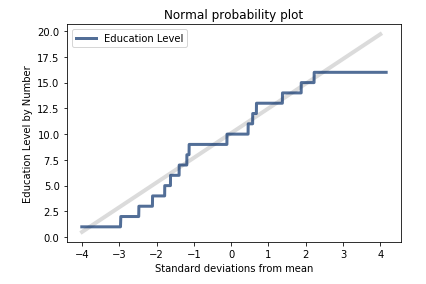 Normal probability plot
Education Level
Education Level by Number
20.0
17.5
15.0
12.5
10.0
7.5
5.0
2.5
0.0
−4 −3 −2 −1 0 1 2 3 4
Standard deviations from mean